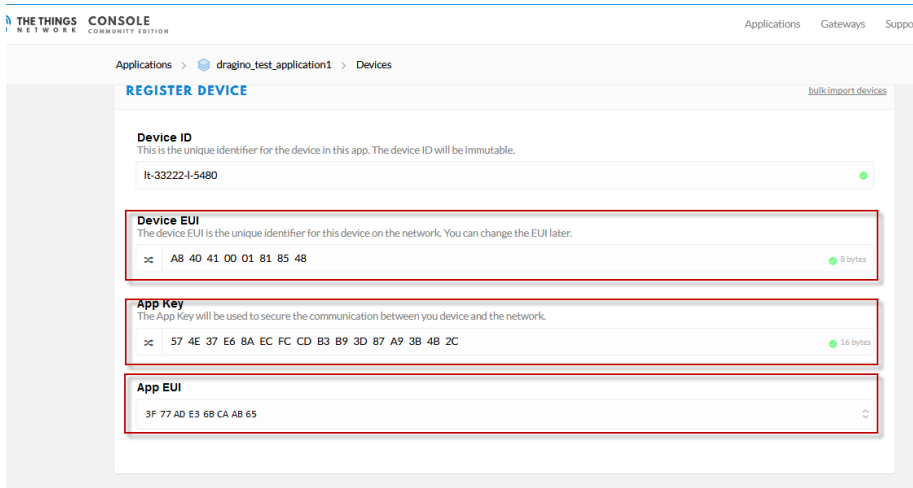 THE THINGS NETWORK CONSOLE COMMUNITY EDITION
Applications Gateways Suppo
Applications > dragino_test_application1 > Devices
REGISTER DEVICE
bulk import devices
Device ID
This is the unique identifier for the device in this app. The device ID will be immutable.
lt-33222-l-5480
Device EUI
The device EUI is the unique identifier for this device on the network. You can change the EUI later.
A8 40 41 00 01 81 85 48
8 bytes
App Key
The App Key will be used to secure the communication between you device and the network.
57 4E 37 E6 8A EC FC CD B3 B9 3D 87 A9 3B 4B 2C
16 bytes
App EUI
3F 77 AD E3 6B CA AB 65